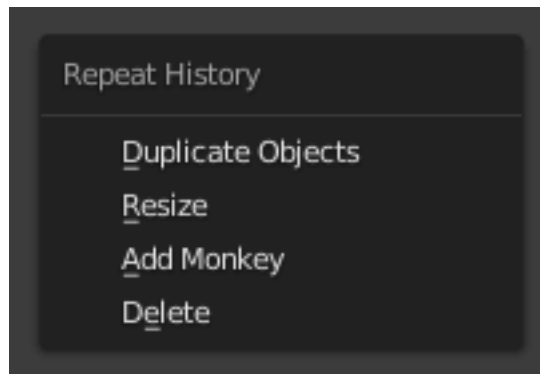 Repeat History
Duplicate Objects
Resize
Add Monkey
Delete